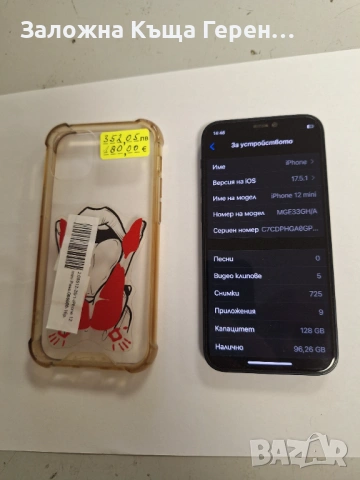 Заложна Къща Герен...
352,05лв
180,00€
14:48
За устройството
Име iPhone
Версия на iOS 17.5.1
Име на модел iPhone 12 mini
Номер на модел MGE33GH/A
Сериен номер C7CDPHGA0GP...
Песни 0
Видео клипове 5
Снимки 725
Приложения 9
Капацитет 128 GB
Налично 96,26 GB
BAZAR